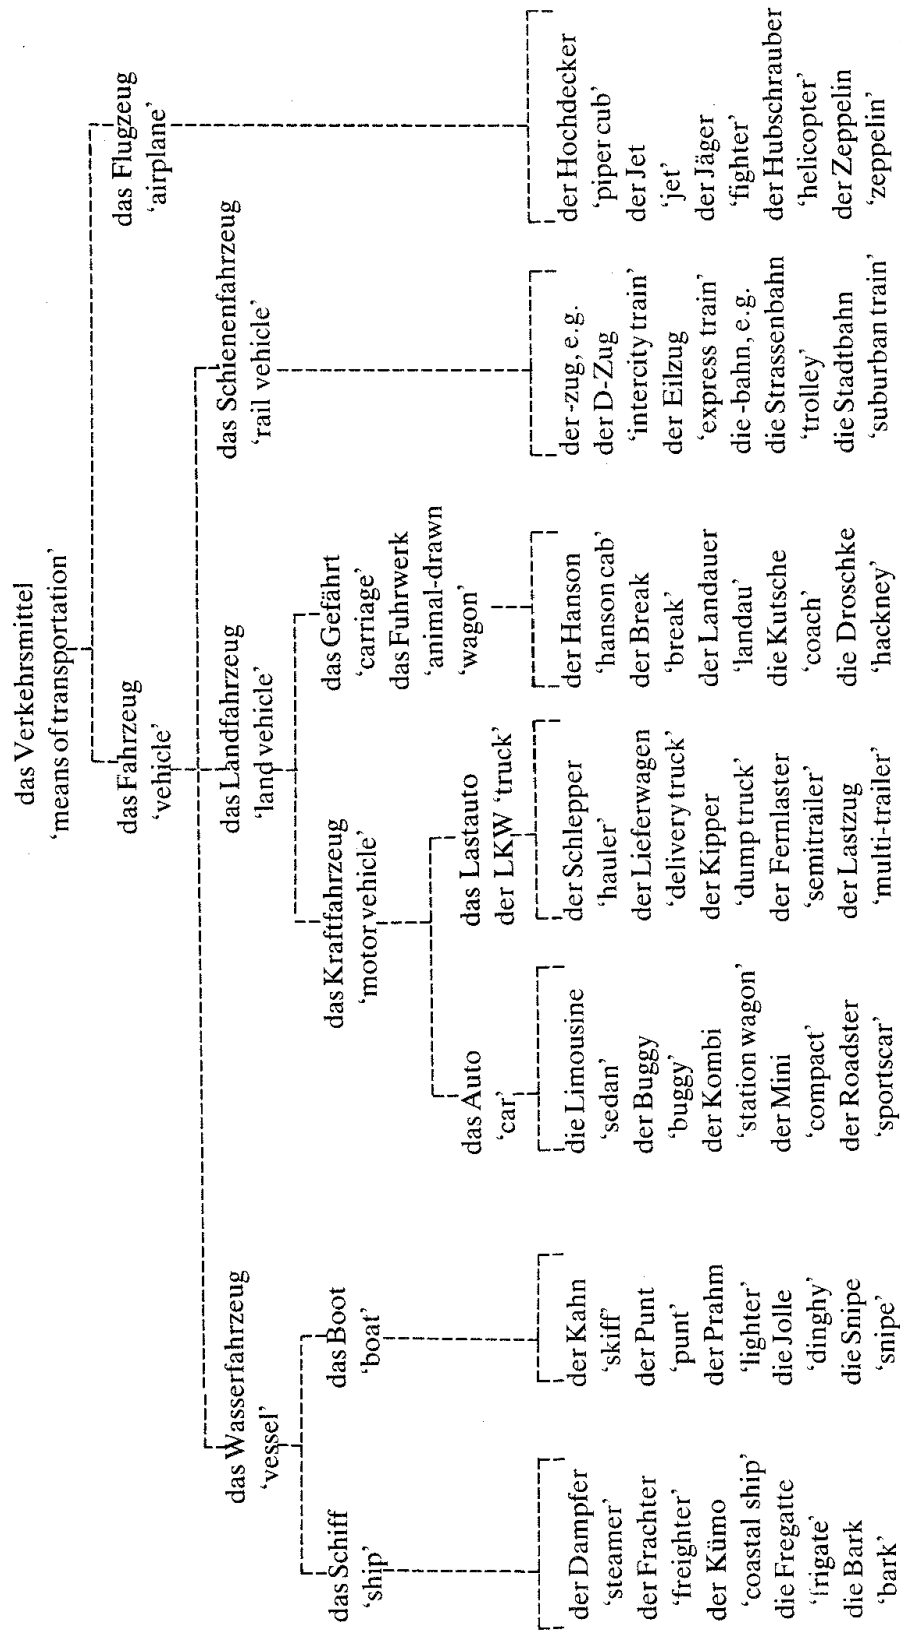 das Verkehrsmittel
‘means of transportation’
das Fahrzeug
‘vehicle’
das Flugzeug
‘airplane’
das Wasserfahrzeug
‘vessel’
das Landfahrzeug
‘land vehicle’
das Schienenfahrzeug
‘rail vehicle’
das Schiff
‘ship’
das Boot
‘boat’
das Kraftfahrzeug
‘motor vehicle’
das Gefährt
‘carriage’
das Fuhrwerk
‘animal-drawn
‘wagon’
das Auto
‘car’
das Lastauto
der LKW ‘truck’
der Dampfer
‘steamer’
der Frachter
‘freighter’
der Kümo
‘coastal ship’
die Fregatte
‘frigate’
die Bark
‘bark’
der Kahn
‘skiff’
der Punt
‘punt’
der Prahm
‘lighter’
die Jolle
‘dinghy’
die Snipe
‘snipe’
die Limousine
‘sedan’
der Buggy
‘buggy’
der Kombi
‘station wagon’
der Mini
‘compact’
der Roadster
‘sportscar’
der Schlepper
‘hauler’
der Lieferwagen
‘delivery truck’
der Kipper
‘dump truck’
der Fernlaster
‘semitrailer’
der Lastzug
‘multi-trailer’
der Hanson
‘hanson cab’
der Break
‘break’
der Landauer
‘landau’
die Kutsche
‘coach’
die Droschke
‘hackney’
der -zug, e.g.
der D-Zug
‘intercity train’
der Eilzug
‘express train’
die -bahn, e.g.
die Strassenbahn
‘trolley’
die Stadtbahn
‘suburban train’
der Hochdecker
‘piper cub’
der Jet
‘jet’
der Jäger
‘fighter’
der Hubschrauber
‘helicopter’
der Zeppelin
‘zeppelin’